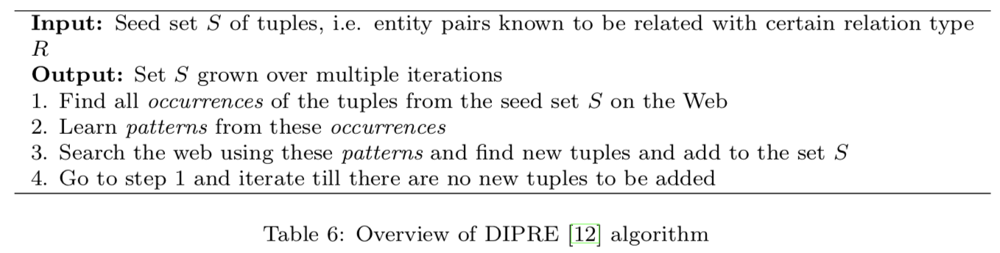 Input: Seed set S of tuples, i.e. entity pairs known to be related with certain relation type
R
Output: Set S grown over multiple iterations
1. Find all occurrences of the tuples from the seed set S on the Web
2. Learn patterns from these occurrences
3. Search the web using these patterns and find new tuples and add to the set S
4. Go to step 1 and iterate till there are no new tuples to be added
Table 6: Overview of DIPRE [12] algorithm